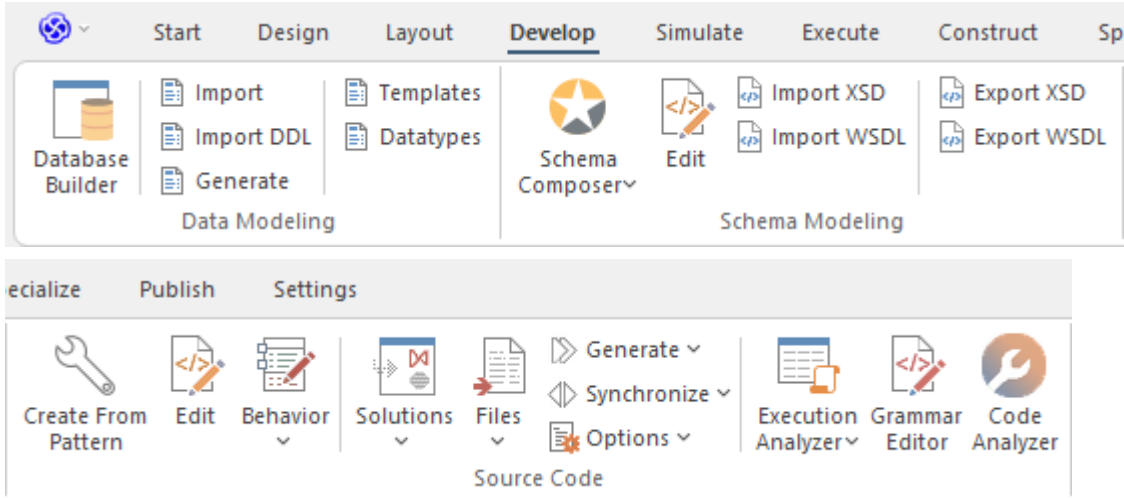 Start Design Layout Develop Simulate Execute Construct Sp
Import Templates Import XSD Export XSD
Import DDL Datatypes Import WSDL Export WSDL
Database Builder
Generate
Schema Composer
Edit
Data Modeling Schema Modeling
ecialize Publish Settings
Create From Pattern
Edit
Behavior
Solutions
Files
Generate
Synchronize
Options
Execution Analyzer
Grammar Editor
Code Analyzer
Source Code